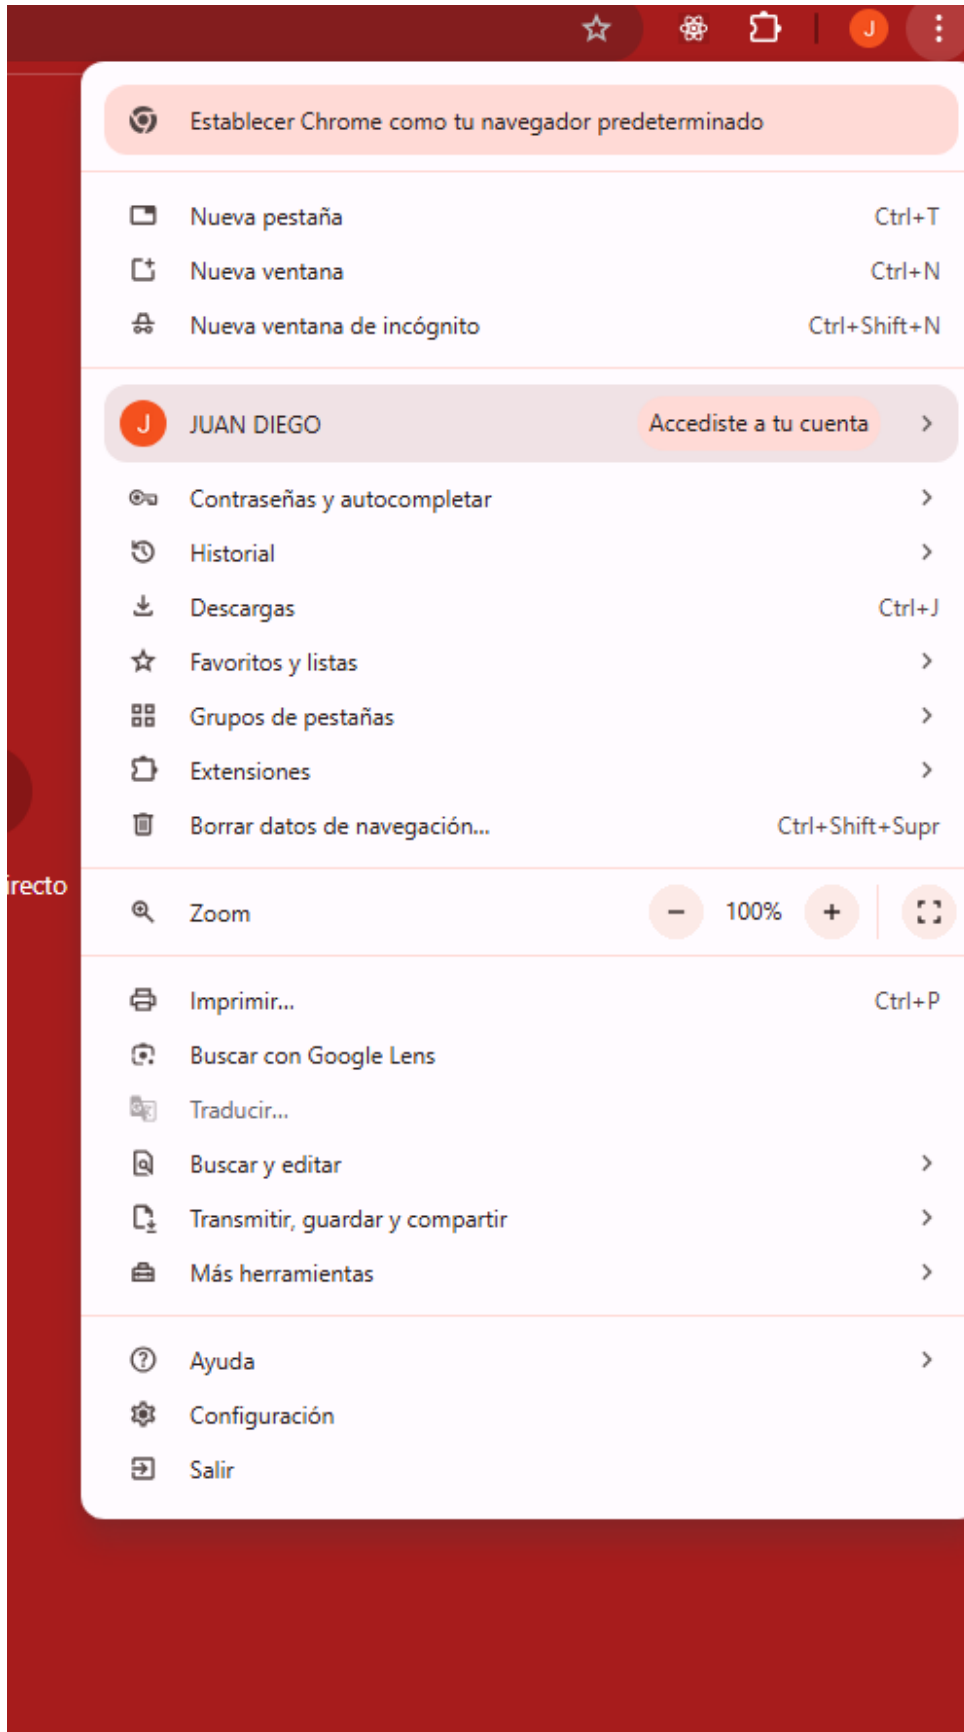 J
Establecer Chrome como tu navegador predeterminado
Nueva pestaña Ctrl+T
Nueva ventana Ctrl+N
Nueva ventana de incógnito Ctrl+Shift+N
J JUAN DIEGO Accediste a tu cuenta
Contraseñas y autocompletar
Historial
Descargas Ctrl+J
Favoritos y listas
Grupos de pestañas
Extensiones
Borrar datos de navegación... Ctrl+Shift+Supr
irecto
Zoom 100%
Imprimir... Ctrl+P
Buscar con Google Lens
Traducir...
Buscar y editar
Transmitir, guardar y compartir
Más herramientas
Ayuda
Configuración
Salir